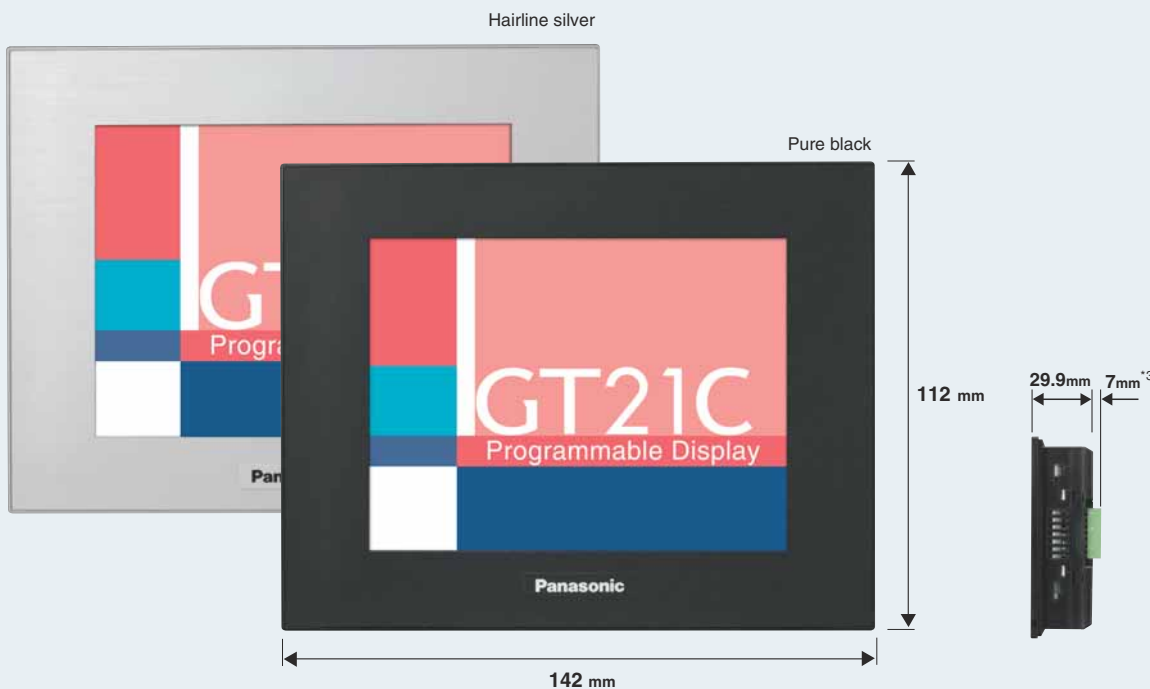 Hairline silver
Pure black
GT
Progra
Pan
GT21C
Programmable Display
Panasonic
112 mm
142 mm
29.9mm 7mm*3